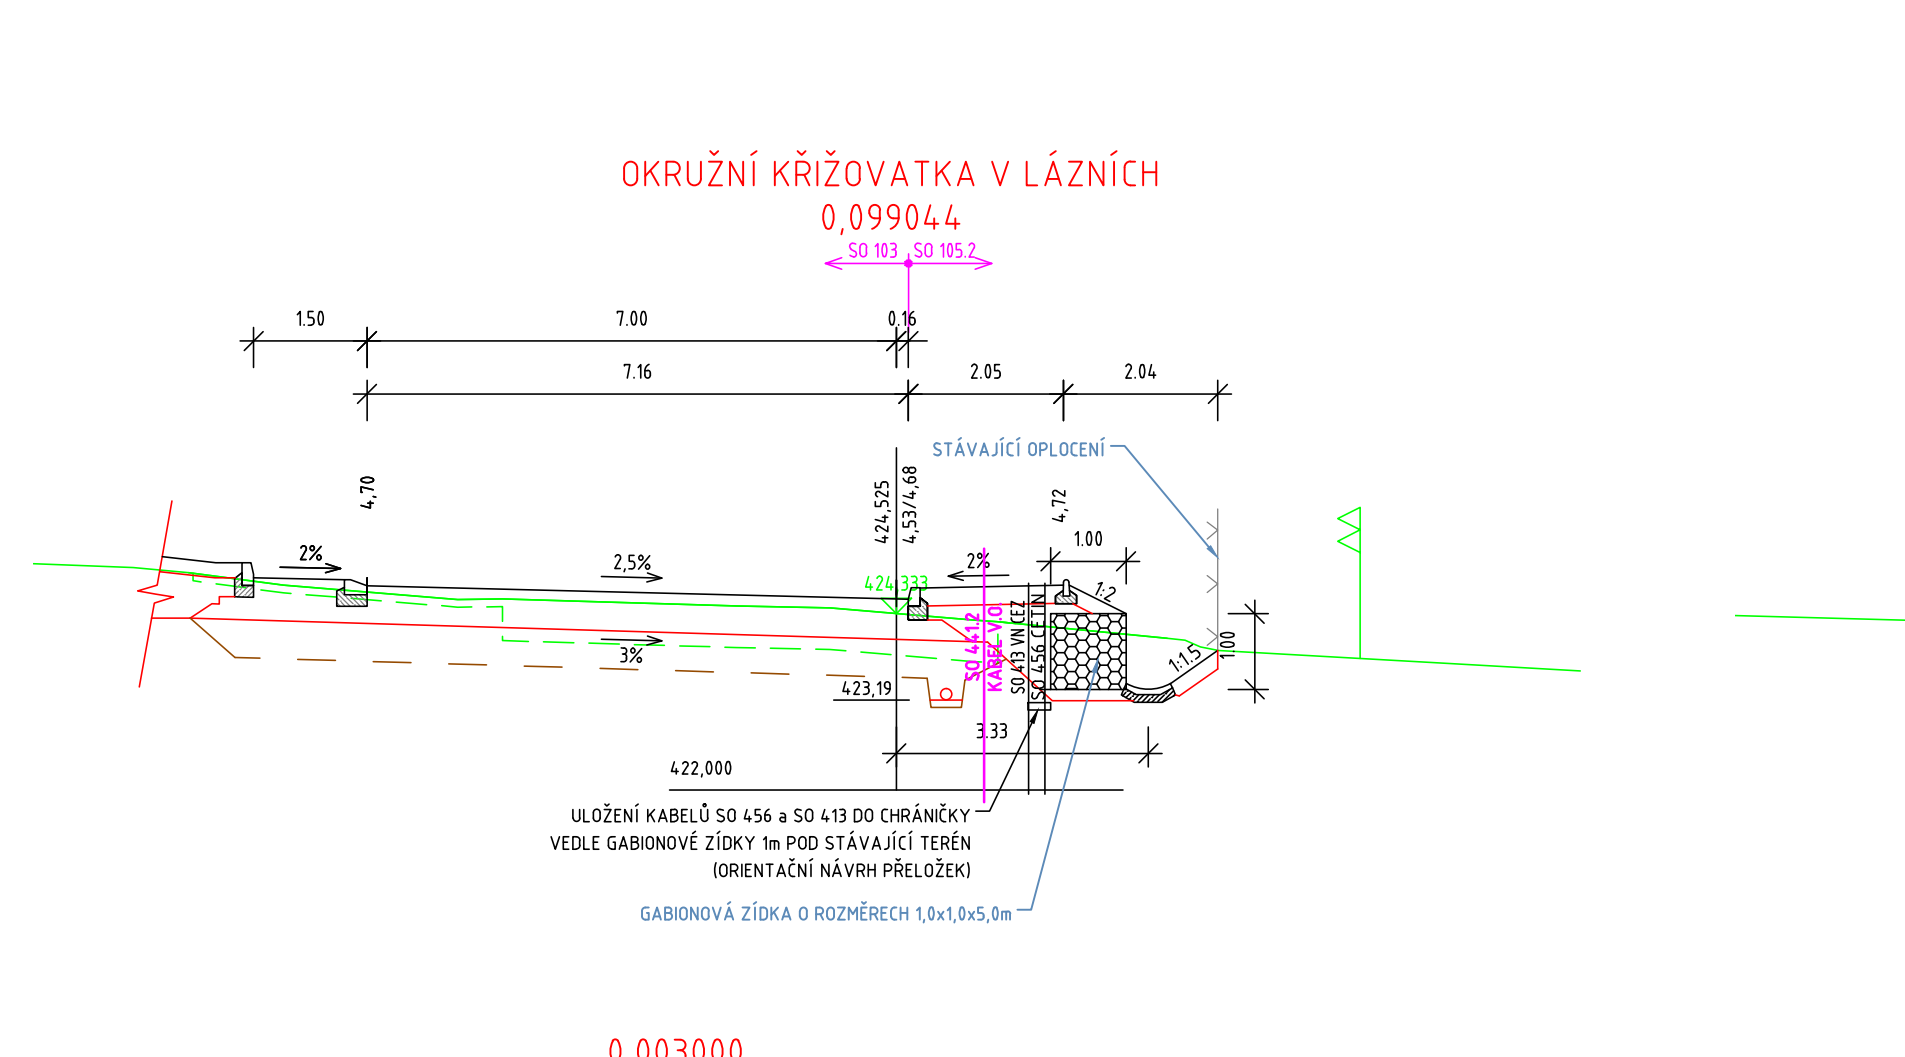 OKRUŽNÍ KŘIŽOVATKA V LÁZNÍCH
0,099044
SO 103 SO 105.2
1.50
7.00
0.16
7.16
2.05
2.04
STÁVAJÍCÍ OPLOCENÍ
4,70
424,525
4,53/4,68
4,72
1.00
2%
2,5%
2%
424,333
1:2
SO 441.2
KABEL V.O.
SO 413 VN ČEZ
SO 456 CETIN
3%
1:1.5
1.00
423,19
3.33
422,000
ULOŽENÍ KABELŮ SO 456 a SO 413 DO CHRÁNIČKY
VEDLE GABIONOVÉ ZÍDKY 1m POD STÁVAJÍCÍ TERÉN
(ORIENTAČNÍ NÁVRH PŘELOŽEK)
GABIONOVÁ ZÍDKA O ROZMĚRECH 1,0x1,0x5,0m
0,003000